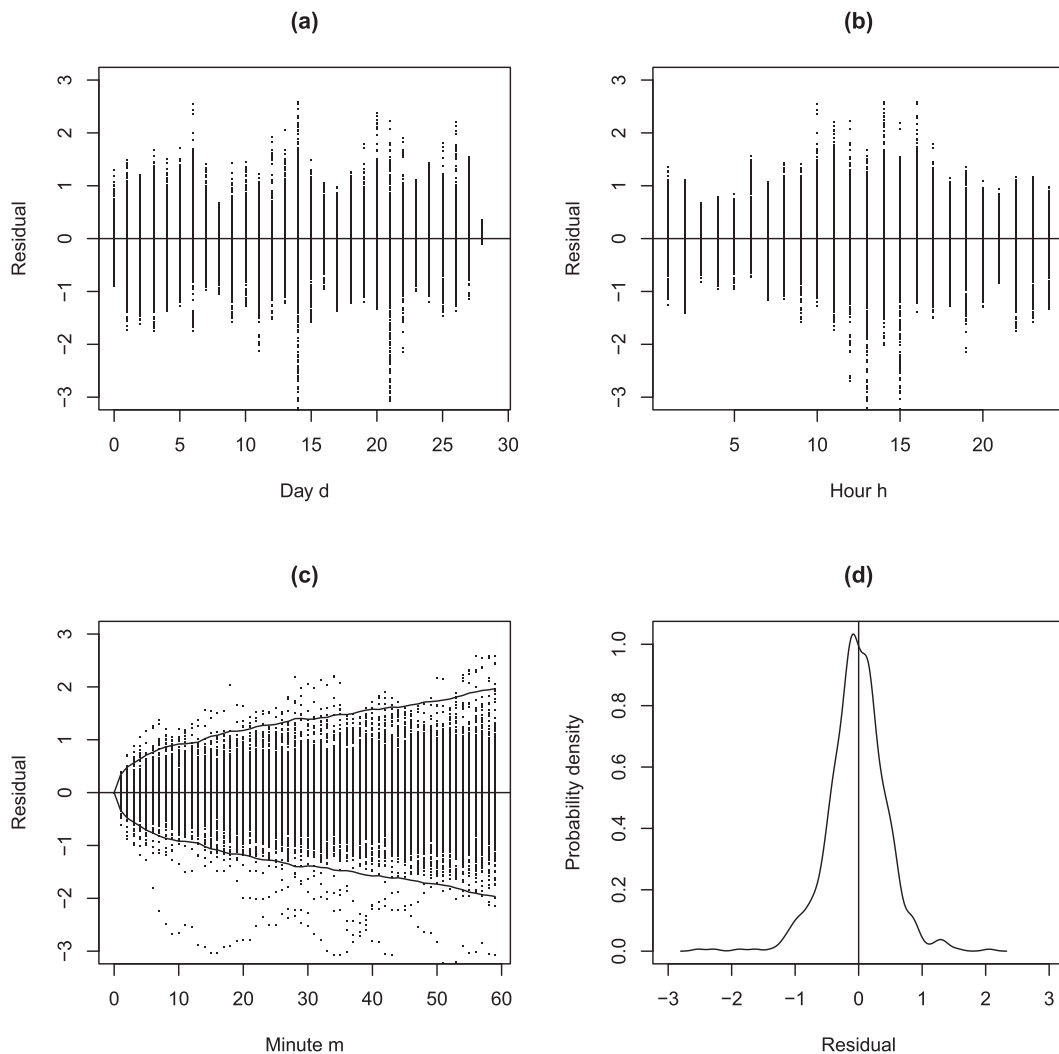 (a)
3
2
1
0
−1
−2
−3
Residual
0 5 10 15 20 25 30
Day d
(b)
3
2
1
0
−1
−2
−3
Residual
5 10 15 20
Hour h
(c)
3
2
1
0
−1
−2
−3
Residual
0 10 20 30 40 50 60
Minute m
(d)
1.0
0.8
0.6
0.4
0.2
0.0
Probability density
−3 −2 −1 0 1 2 3
Residual